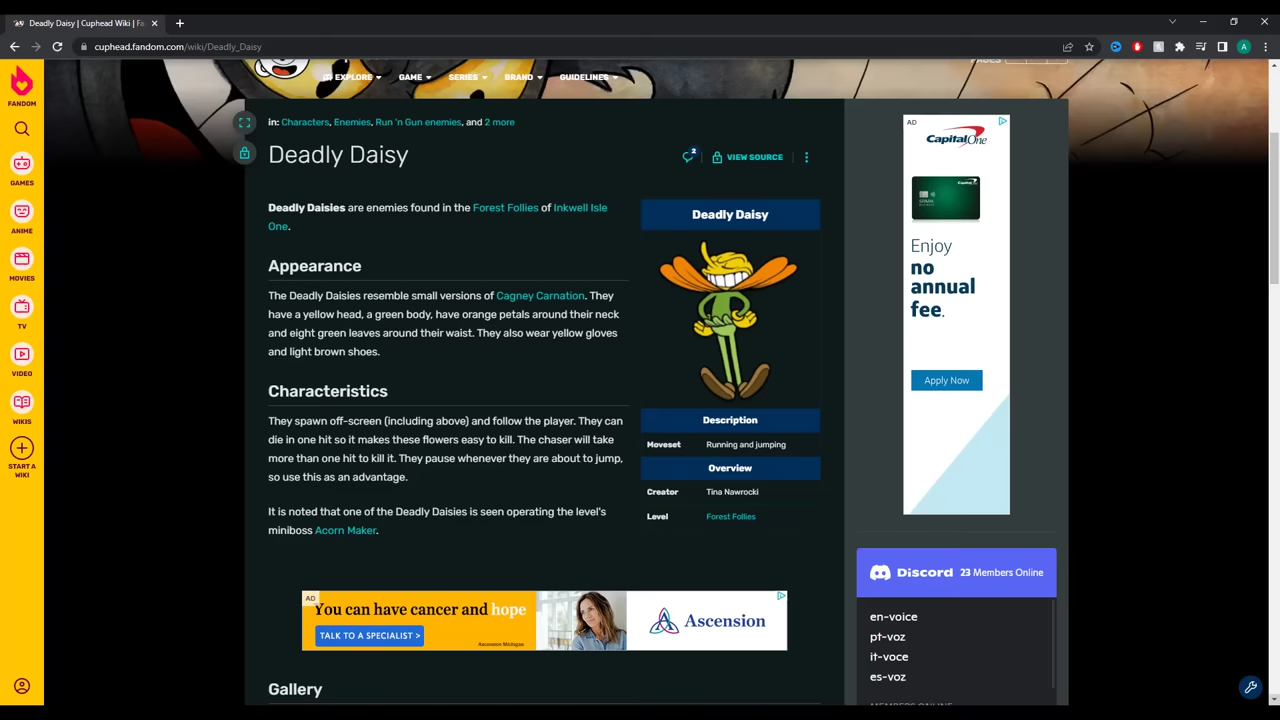 Deadly Daisy | Cuphead Wiki | Fa
cuphead.fandom.com/wiki/Deadly_Daisy
A
FANDOM
GAMES
ANIME
MOVIES
TV
VIDEO
WIKIS
START A
WIKI
EXPLORE
GAME
SERIES
BRAND
GUIDELINES
PAGES
in: Characters, Enemies, Run 'n Gun enemies, and 2 more
Deadly Daisy
2
VIEW SOURCE
Deadly Daisies are enemies found in the Forest Follies of Inkwell Isle
One.
Appearance
The Deadly Daisies resemble small versions of Cagney Carnation. They
have a yellow head, a green body, have orange petals around their neck
and eight green leaves around their waist. They also wear yellow gloves
and light brown shoes.
Characteristics
They spawn off-screen (including above) and follow the player. They can
die in one hit so it makes these flowers easy to kill. The chaser will take
more than one hit to kill it. They pause whenever they are about to jump,
so use this as an advantage.
It is noted that one of the Deadly Daisies is seen operating the level's
miniboss Acorn Maker.
Deadly Daisy
Description
Moveset Running and jumping
Overview
Creator Tina Nawrocki
Level Forest Follies
AD
You can have cancer and hope
TALK TO A SPECIALIST >
Ascension Michigan
Ascension
Gallery
AD
Capital One
Enjoy
no
annual
fee.
Apply Now
Discord 23 Members Online
en-voice
pt-voz
it-voce
es-voz
MEMBERS ONLINE